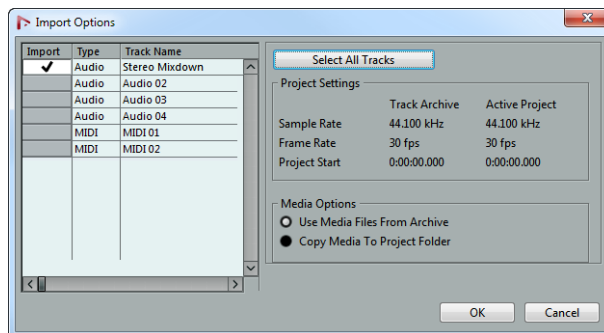 Import Options
Import Type Track Name
Audio Stereo Mixdown
Audio Audio 02
Audio Audio 03
Audio Audio 04
MIDI MIDI 01
MIDI MIDI 02
Select All Tracks
Project Settings
Track Archive Active Project
Sample Rate 44.100 kHz 44.100 kHz
Frame Rate 30 fps 30 fps
Project Start 0:00:00.000 0:00:00.000
Media Options
Use Media Files From Archive
Copy Media To Project Folder
OK Cancel